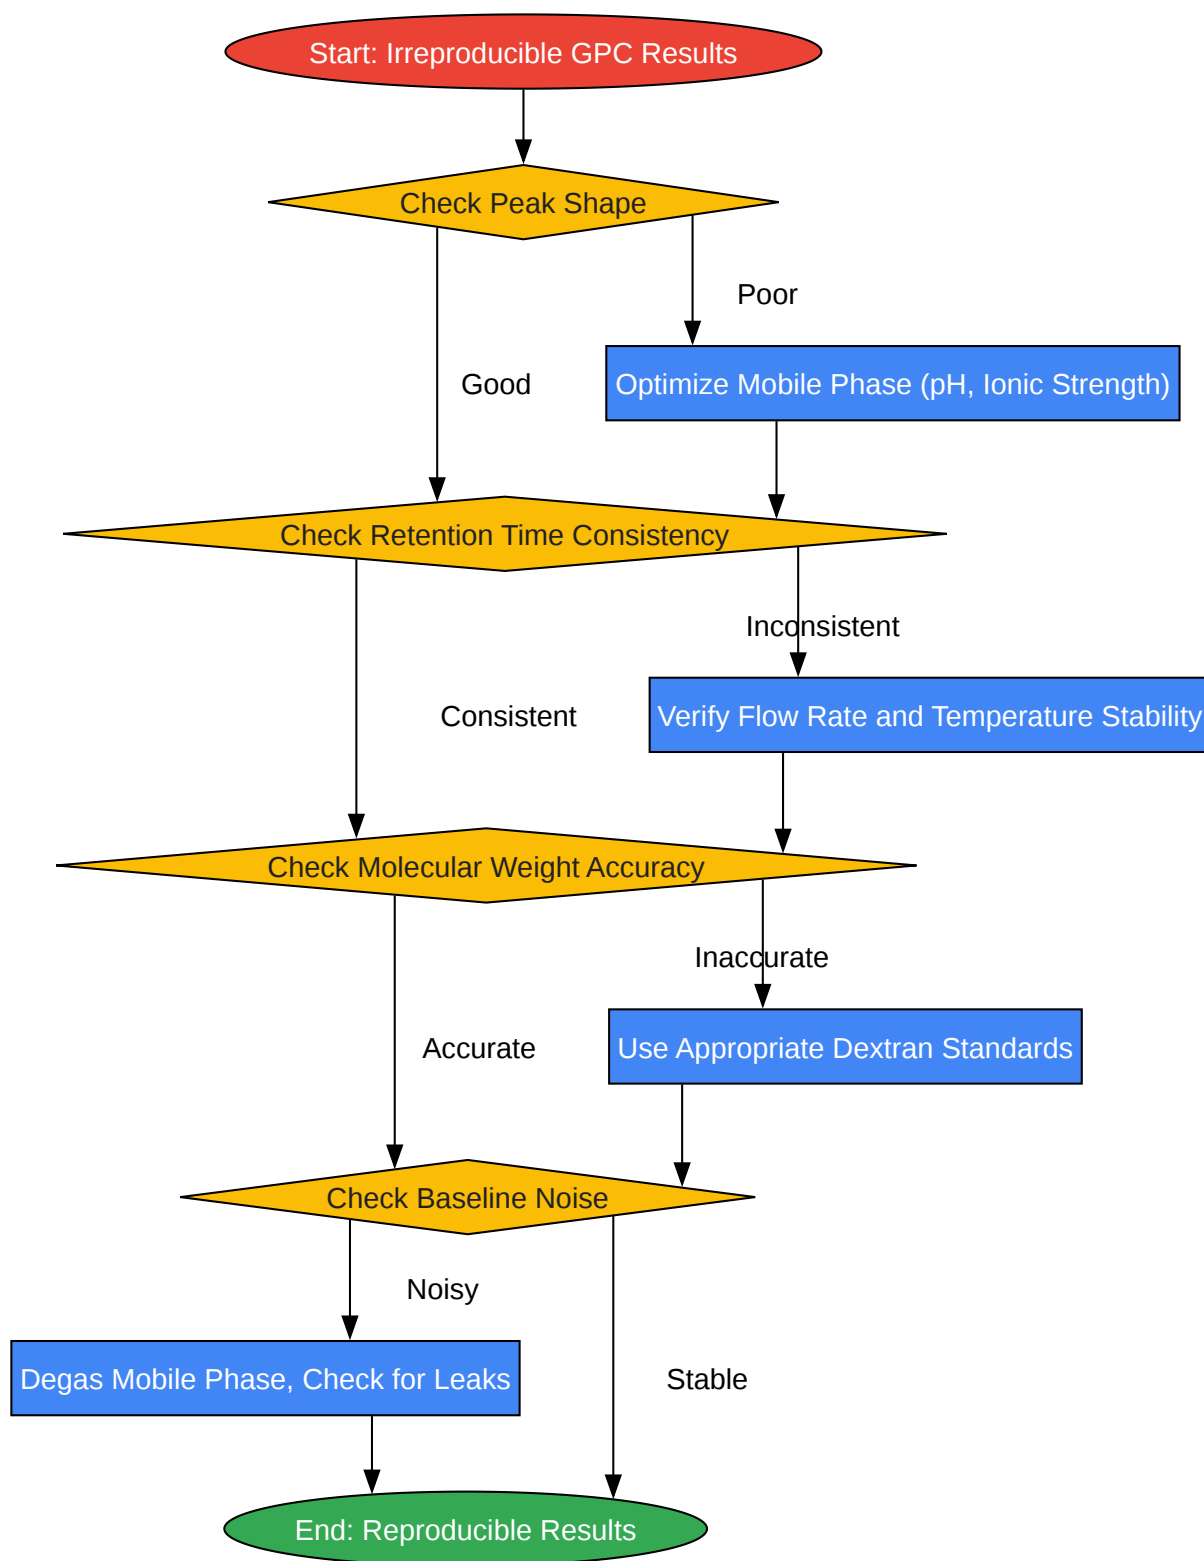 Start: Irreproducible GPC Results
Check Peak Shape
Poor
Good
Optimize Mobile Phase (pH, Ionic Strength)
Check Retention Time Consistency
Inconsistent
Consistent
Verify Flow Rate and Temperature Stability
Check Molecular Weight Accuracy
Inaccurate
Accurate
Use Appropriate Dextran Standards
Check Baseline Noise
Noisy
Stable
Degas Mobile Phase, Check for Leaks
End: Reproducible Results